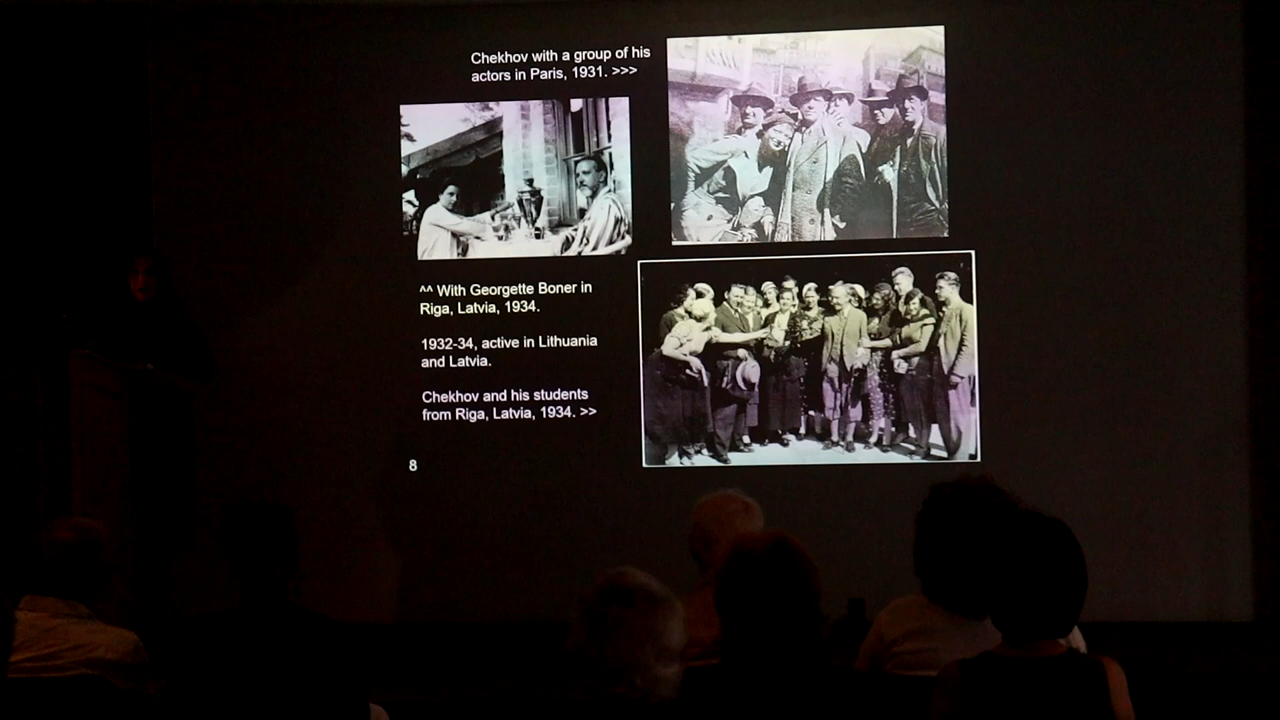 Chekhov with a group of his
actors in Paris, 1931. >>>
^^ With Georgette Boner in
Riga, Latvia, 1934.
1932-34, active in Lithuania
and Latvia.
Chekhov and his students
from Riga, Latvia, 1934. >>
8